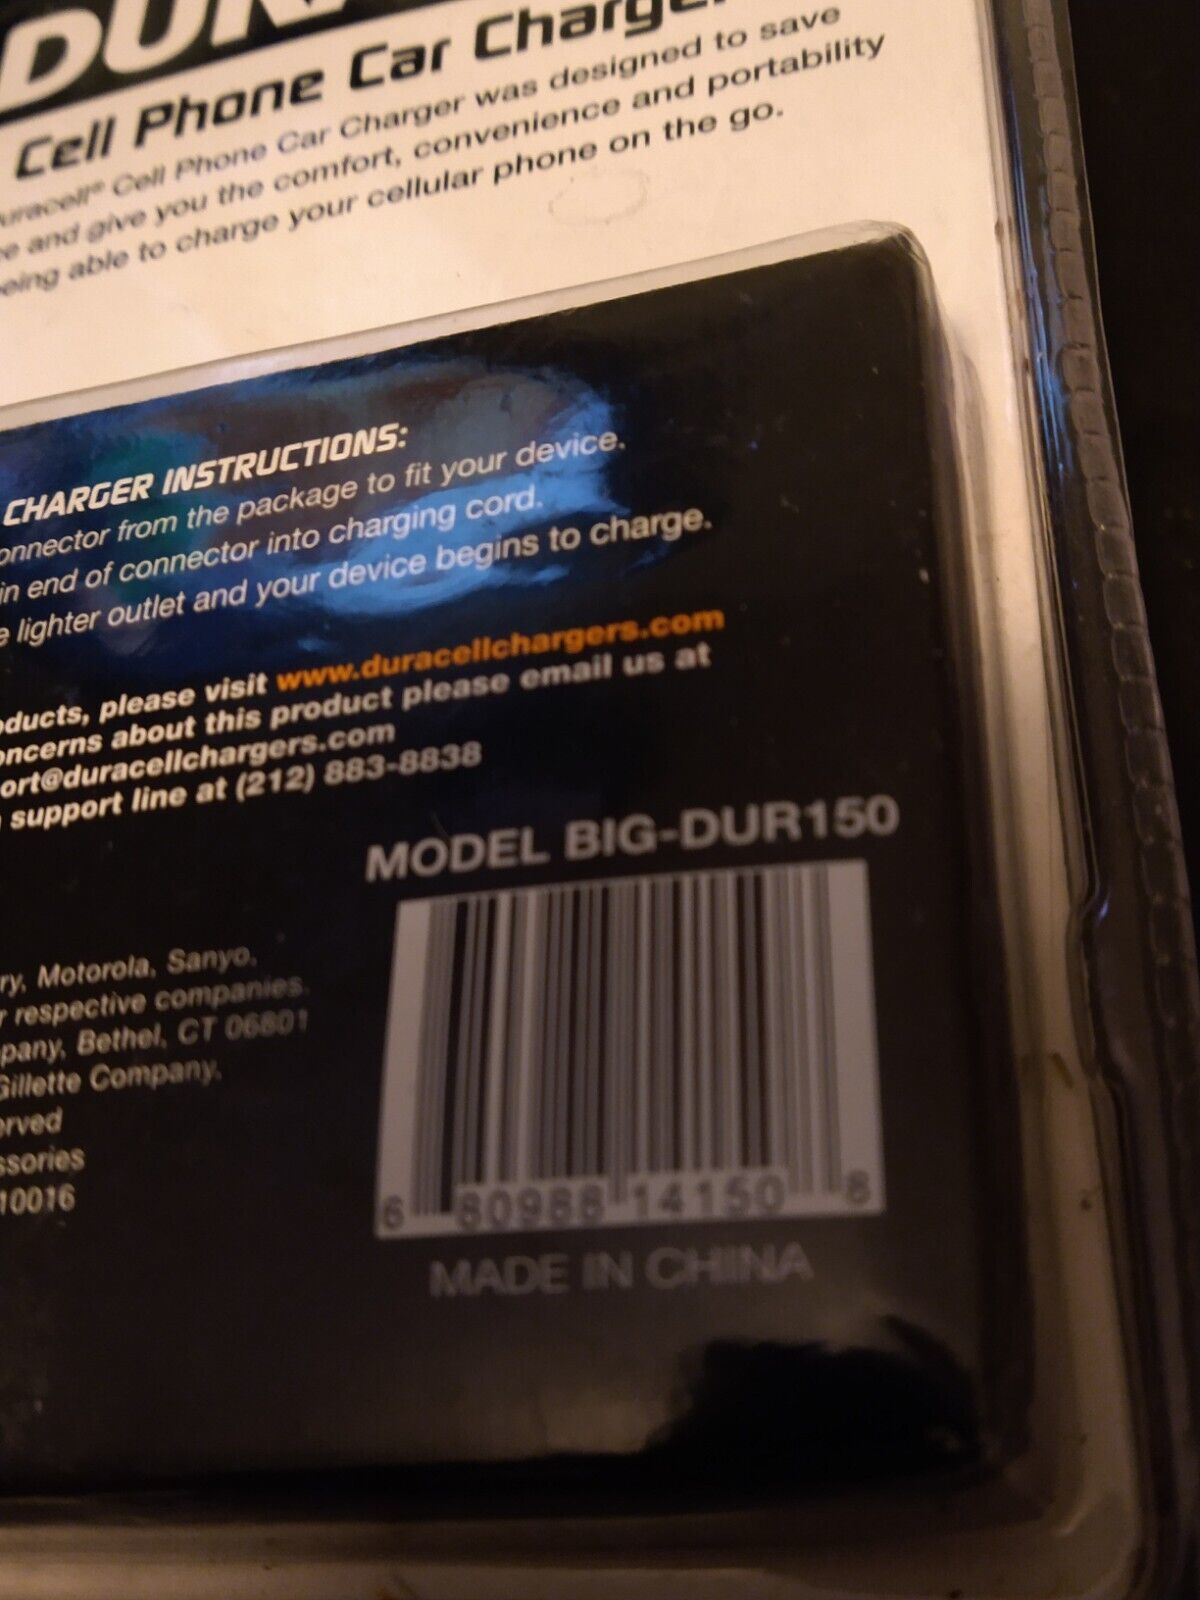 DUR
Cell Phone Car Charger
Duracell® Cell Phone Car Charger was designed to save
and give you the comfort, convenience and portability
being able to charge your cellular phone on the go.
CHARGER INSTRUCTIONS:
onnector from the package to fit your device.
in end of connector into charging cord.
e lighter outlet and your device begins to charge.
oducts, please visit www.duracellchargers.com
oncerns about this product please email us at
ort@duracellchargers.com
support line at (212) 883-8838
MODEL BIG-DUR150
ry, Motorola, Sanyo,
r respective companies.
pany, Bethel, CT 06801
Gillette Company,
erved
ssories
10016
6 80988 14150 8
MADE IN CHINA